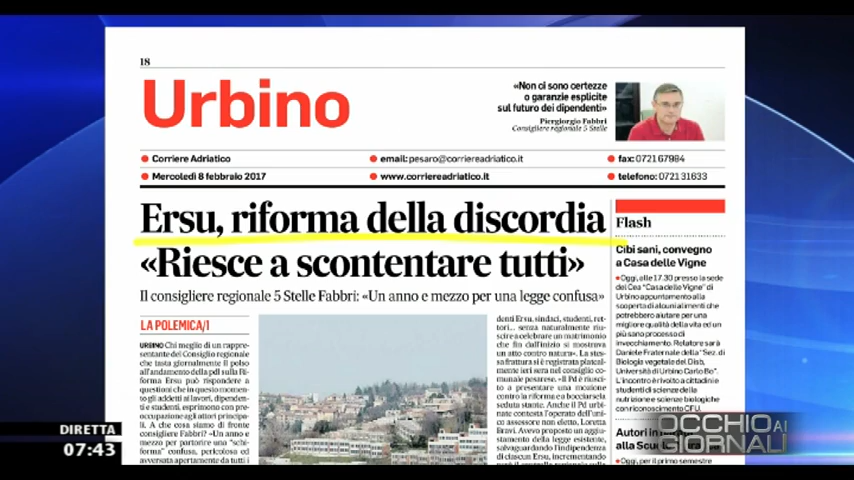 18
Urbino
«Non ci sono certezze
o garanzie esplicite
sul futuro dei dipendenti»
Piergiorgio Fabbri
Consigliere regionale 5 Stelle
Corriere Adriatico
email: pesaro@corriereadriatico.it
fax: 0721 67984
Mercoledì 8 febbraio 2017
www.corriereadriatico.it
telefono: 0721 31633
Ersu, riforma della discordia
«Riesce a scontentare tutti»
Il consigliere regionale 5 Stelle Fabbri: «Un anno e mezzo per una legge confusa»
LA POLEMICA/1
URBINO Chi meglio di un rappre-
sentante del Consiglio regionale
che tasta giornalmente il polso
all'andamento della pdl sulla Ri
forma Ersu può rispondere a
questioni che in questo momen-
to gli addetti ai lavori, dipenden-
ti e studenti, esprimono con pre-
occupazione agli attori principa-
li. A che cosa siamo di fronte
consigliere Fabbri? «Un anno e
mezzo per partorire una "schi-
forma" confusa, pericolosa ed
avversata apertamente da tutti i
denti Ersu, sindaci, studenti, ret-
tori... senza naturalmente riu-
scire a celebrare un matrimonio
che fin dall'inizio si mostrava
un atto contro natura». La stes-
sa frattura si è registrata plateal-
mente ieri sera nel consiglio co-
munale pesarese. «Il Pd è riusci-
to a presentare una mozione
contro la riforma e a bocciarsela
seduta stante. Anche il Pd urbi-
nate contesta l'operato dell'uni-
co assessore non eletto, Loretta
Bravi. Avevo proposto un ag-
giustamento della legge esistente,
salvaguardando l'indipendenza
di ciascun Ersu, incrementando
Flash
Cibi sani, convegno
a Casa delle Vigne
Oggi, alle 17.30 presso la sede
del Cea "Casa delle Vigne" di
Urbino appuntamento alla
scoperta di alcuni alimenti che
potrebbero aiutare per una
migliore qualità della vita ed un
più sano processo di
invecchiamento. Relatore sarà
Daniele Fraternale della "Sez. di
Biologia vegetale del Disb,
Università di Urbino Carlo Bo".
L'incontro è rivolto a cittadini e
studenti di scienze della
nutrizione e scienze biologiche
con riconoscimento CFU.
Autori in
alla Scuola
Oggi, per il primo semestre
DIRETTA
07:43
OCCHIO AI
GIORNALI